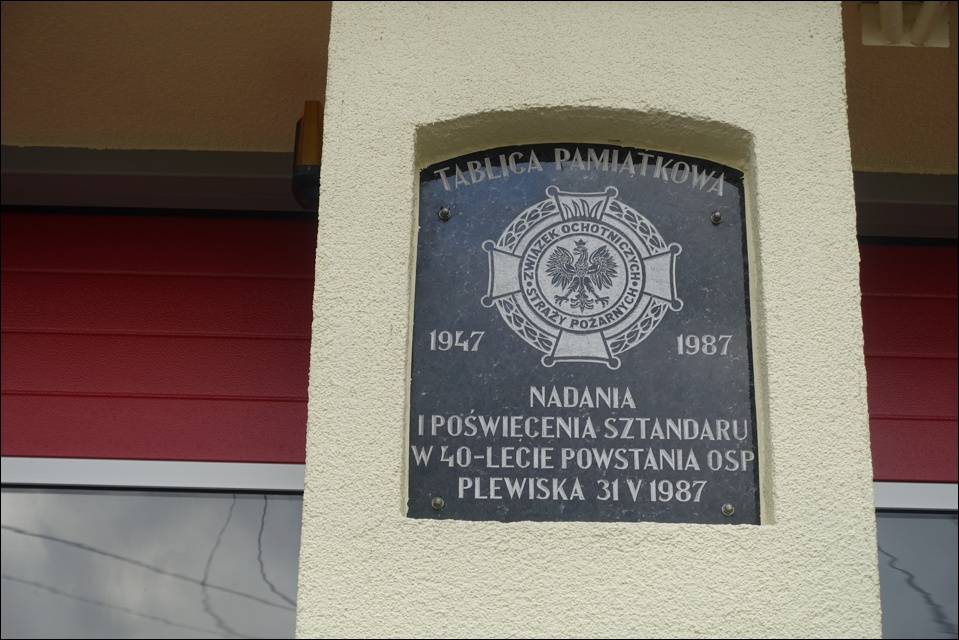 TABLICA PAMIĄTKOWA
ZWIĄZEK OCHOTNICZYCH
STRAŻY POŻARNYCH
1947 1987
NADANIA
I POŚWIĘCENIA SZTANDARU
W 40-LECIE POWSTANIA OSP
PLEWISKA 31 V 1987